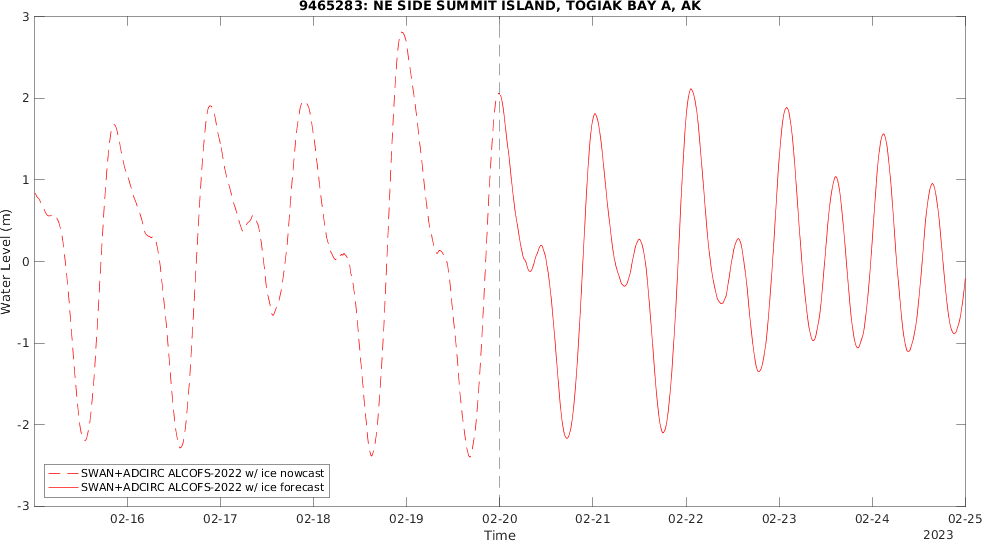 9465283: NE SIDE SUMMIT ISLAND, TOGIAK BAY A, AK
3
2
1
0
-1
-2
-3
Water Level (m)
SWAN+ADCIRC ALCOFS-2022 w/ ice nowcast
SWAN+ADCIRC ALCOFS-2022 w/ ice forecast
02-16 02-17 02-18 02-19 02-20 02-21 02-22 02-23 02-24 02-25
Time
2023